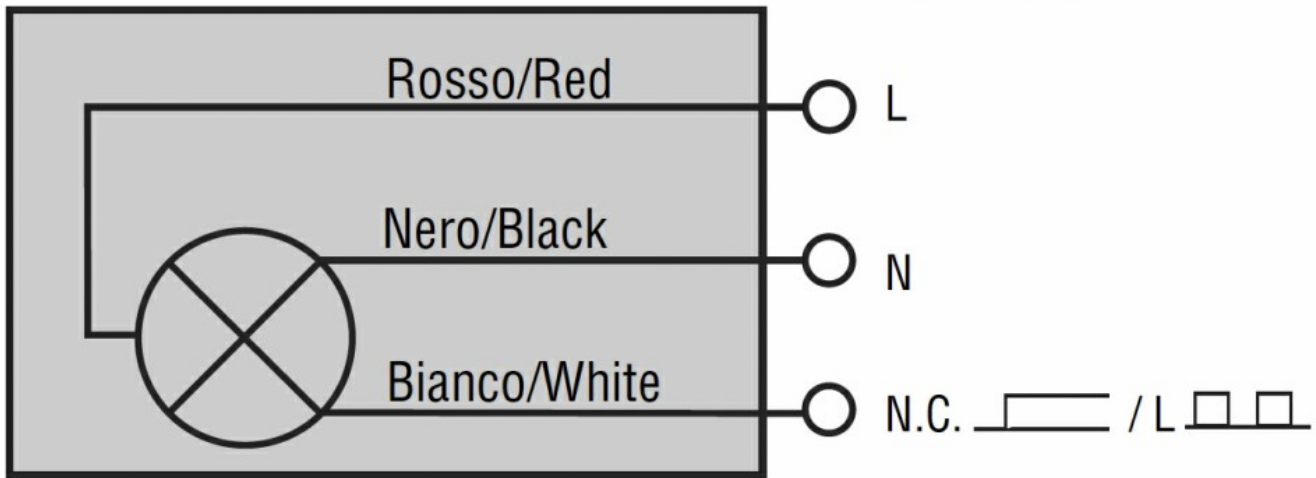 Rosso/Red
L
Nero/Black
N
Bianco/White
N.C. / L